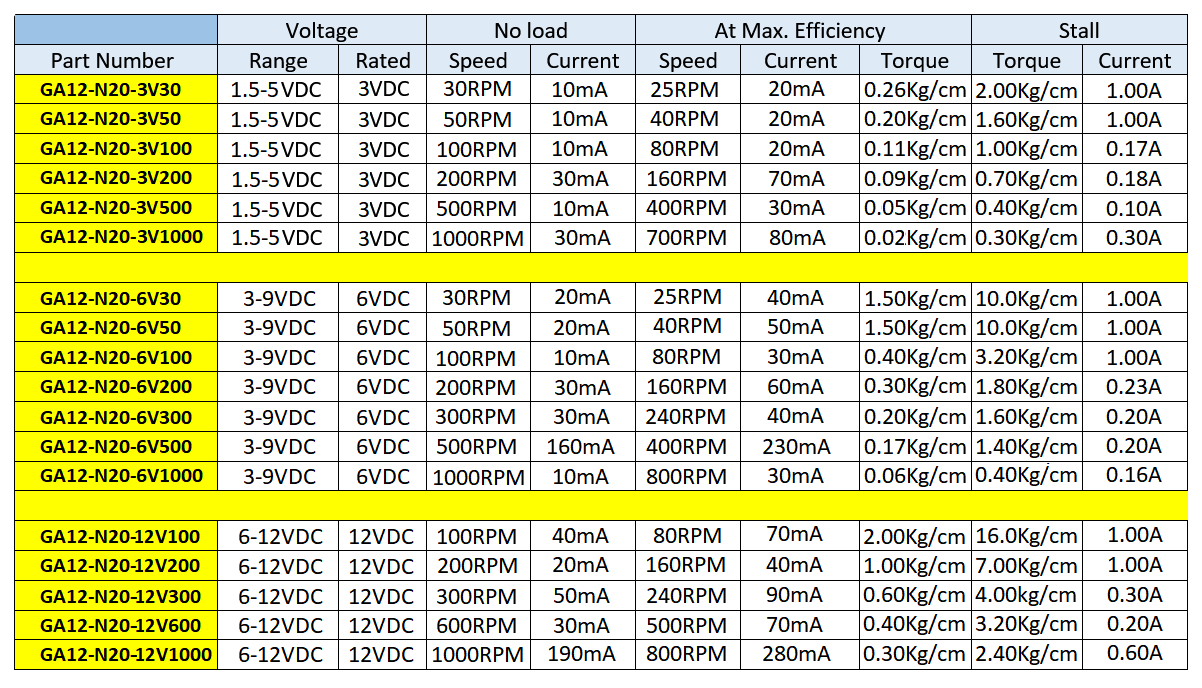 Voltage No load At Max. Efficiency Stall
Part Number Range Rated Speed Current Speed Current Torque Torque Current
GA12-N20-3V30 1.5-5VDC 3VDC 30RPM 10mA 25RPM 20mA 0.26Kg/cm 2.00Kg/cm 1.00A
GA12-N20-3V50 1.5-5VDC 3VDC 50RPM 10mA 40RPM 20mA 0.20Kg/cm 1.60Kg/cm 1.00A
GA12-N20-3V100 1.5-5VDC 3VDC 100RPM 10mA 80RPM 20mA 0.11Kg/cm 1.00Kg/cm 0.17A
GA12-N20-3V200 1.5-5VDC 3VDC 200RPM 30mA 160RPM 70mA 0.09Kg/cm 0.70Kg/cm 0.18A
GA12-N20-3V500 1.5-5VDC 3VDC 500RPM 10mA 400RPM 30mA 0.05Kg/cm 0.40Kg/cm 0.10A
GA12-N20-3V1000 1.5-5VDC 3VDC 1000RPM 30mA 700RPM 80mA 0.02Kg/cm 0.30Kg/cm 0.30A
GA12-N20-6V30 3-9VDC 6VDC 30RPM 20mA 25RPM 40mA 1.50Kg/cm 10.0Kg/cm 1.00A
GA12-N20-6V50 3-9VDC 6VDC 50RPM 20mA 40RPM 50mA 1.50Kg/cm 10.0Kg/cm 1.00A
GA12-N20-6V100 3-9VDC 6VDC 100RPM 10mA 80RPM 30mA 0.40Kg/cm 3.20Kg/cm 1.00A
GA12-N20-6V200 3-9VDC 6VDC 200RPM 30mA 160RPM 60mA 0.30Kg/cm 1.80Kg/cm 0.23A
GA12-N20-6V300 3-9VDC 6VDC 300RPM 30mA 240RPM 40mA 0.20Kg/cm 1.60Kg/cm 0.20A
GA12-N20-6V500 3-9VDC 6VDC 500RPM 160mA 400RPM 230mA 0.17Kg/cm 1.40Kg/cm 0.20A
GA12-N20-6V1000 3-9VDC 6VDC 1000RPM 10mA 800RPM 30mA 0.06Kg/cm 0.40Kg/cm 0.16A
GA12-N20-12V100 6-12VDC 12VDC 100RPM 40mA 80RPM 70mA 2.00Kg/cm 16.0Kg/cm 1.00A
GA12-N20-12V200 6-12VDC 12VDC 200RPM 20mA 160RPM 40mA 1.00Kg/cm 7.00Kg/cm 1.00A
GA12-N20-12V300 6-12VDC 12VDC 300RPM 50mA 240RPM 90mA 0.60Kg/cm 4.00kg/cm 0.30A
GA12-N20-12V600 6-12VDC 12VDC 600RPM 30mA 500RPM 70mA 0.40Kg/cm 3.20Kg/cm 0.20A
GA12-N20-12V1000 6-12VDC 12VDC 1000RPM 190mA 800RPM 280mA 0.30Kg/cm 2.40Kg/cm 0.60A